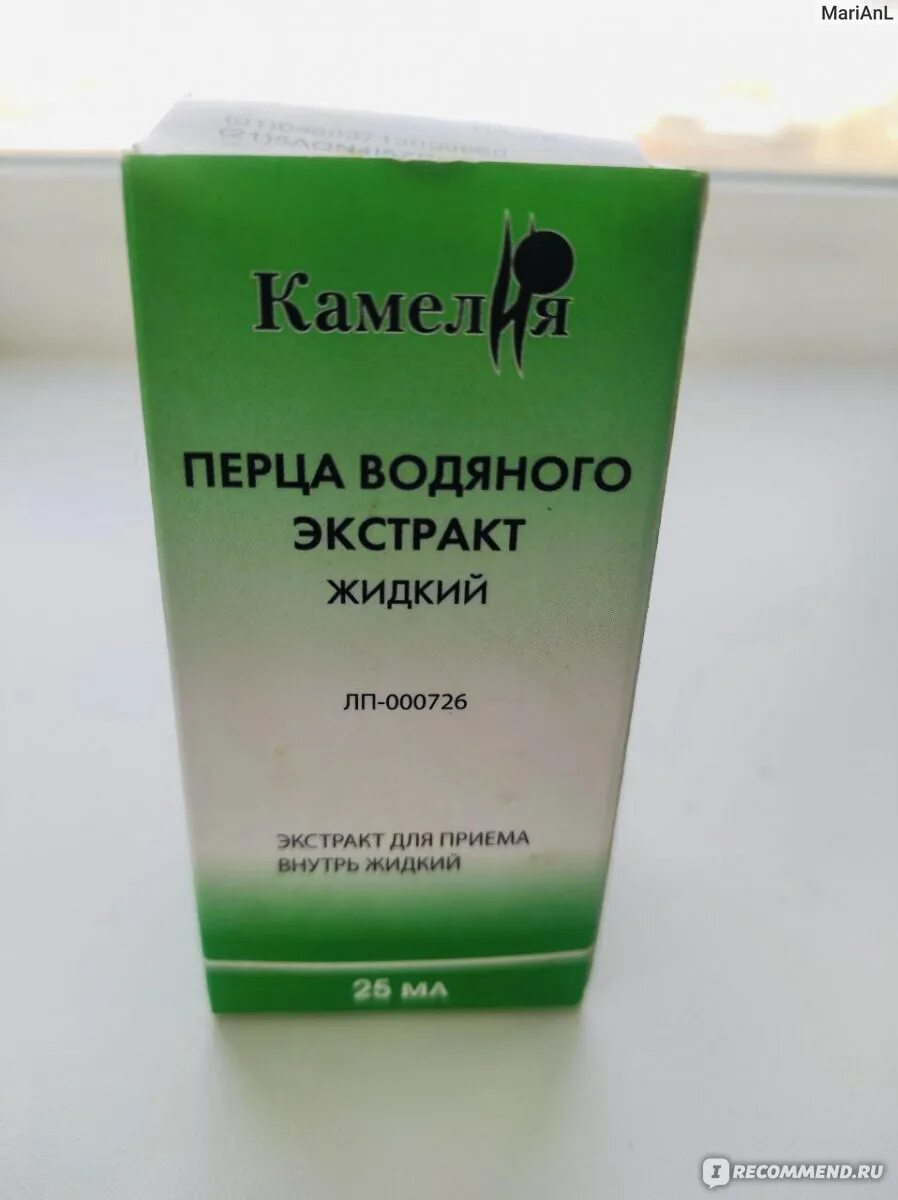 MariAnL
Камелия
ПЕРЦА ВОДЯНОГО
ЭКСТРАКТ
ЖИДКИЙ
ЛП-000726
ЭКСТРАКТ ДЛЯ ПРИЕМА
ВНУТРЬ ЖИДКИЙ
25 МЛ
IRECOMMEND.RU